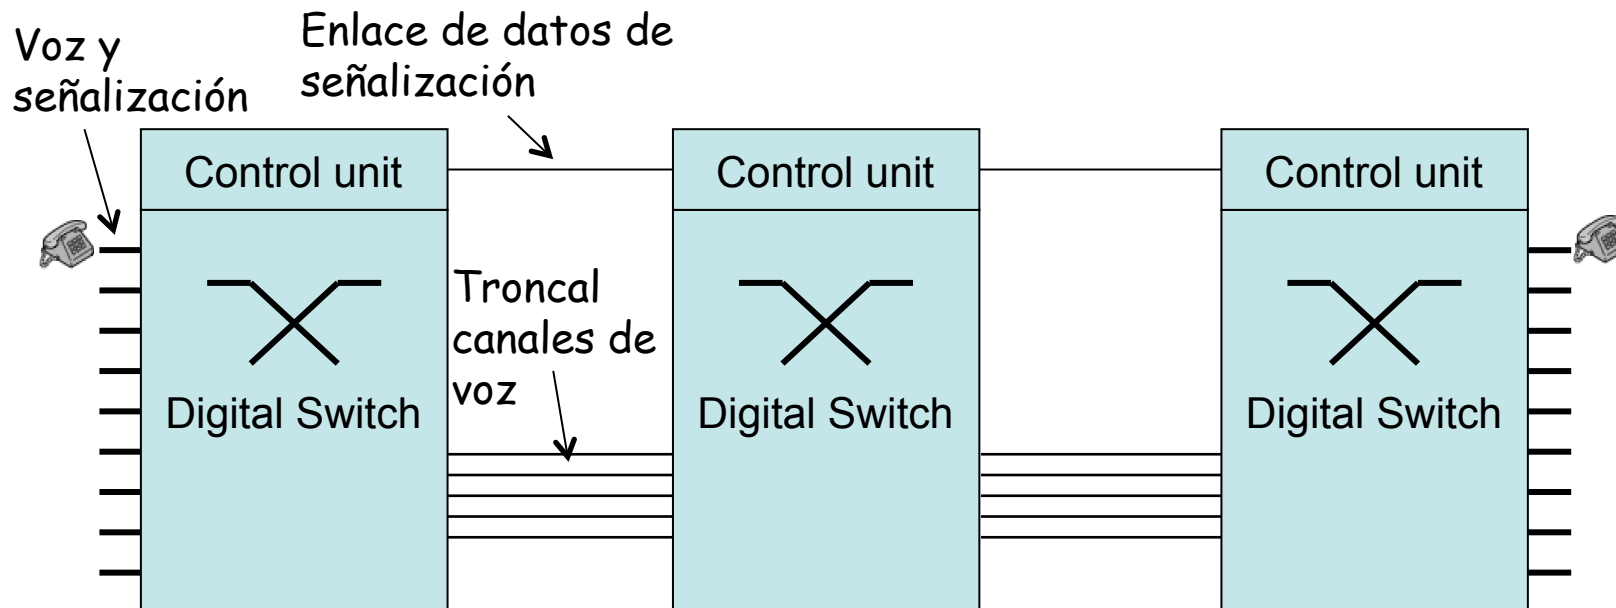 Voz y
señalización
Enlace de datos de
señalización
Control unit
Control unit
Control unit
Troncal
canales de
voz
Digital Switch
Digital Switch
Digital Switch